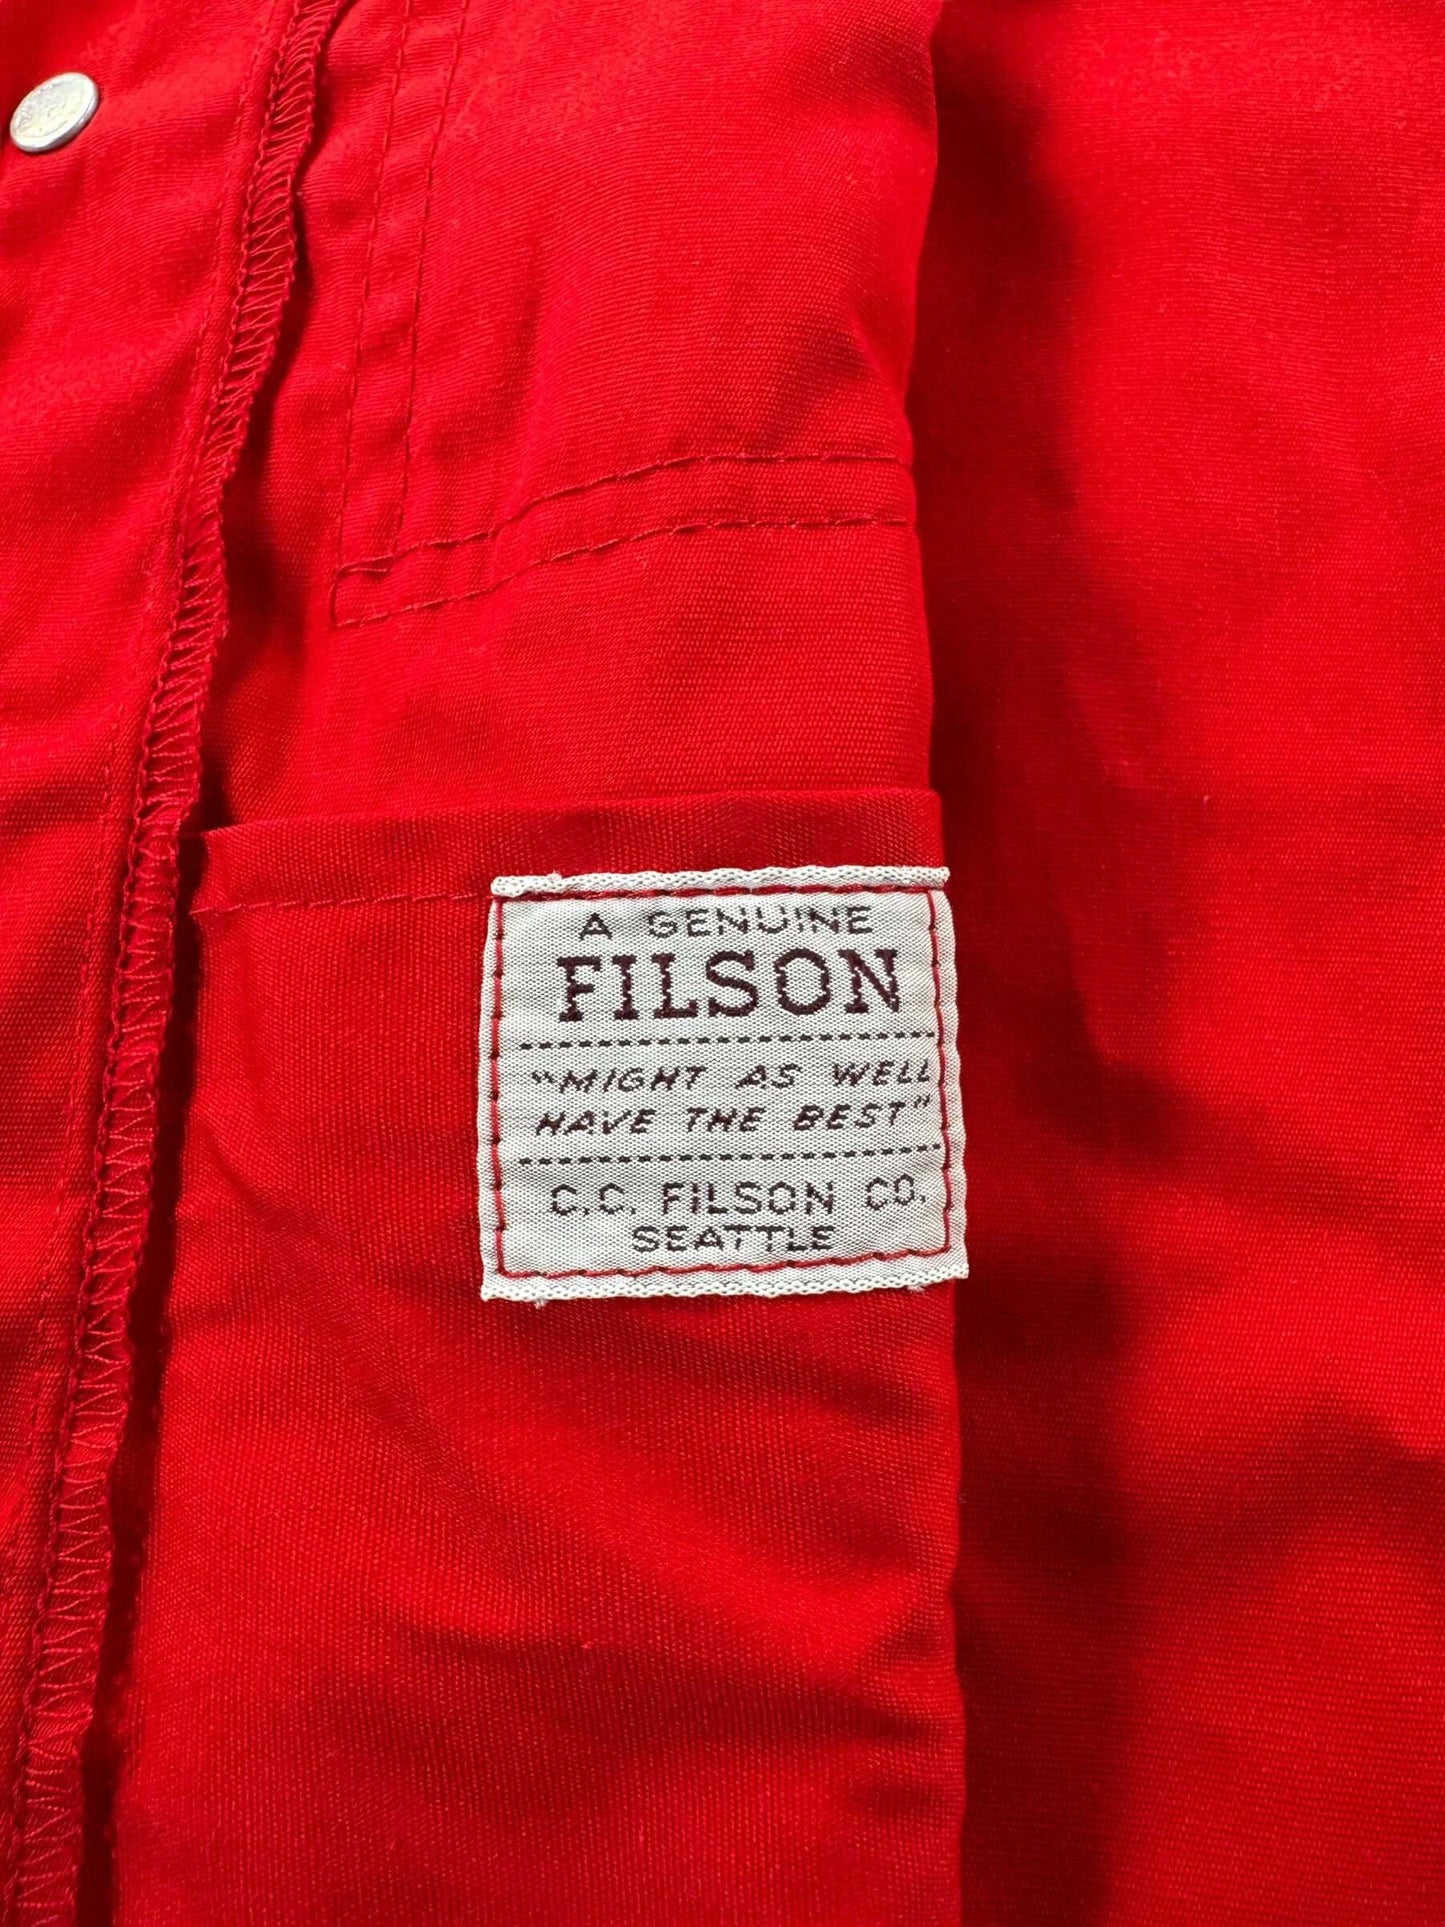 A GENUINE
FILSON
"MIGHT AS WELL
HAVE THE BEST"
C.C. FILSON CO.
SEATTLE